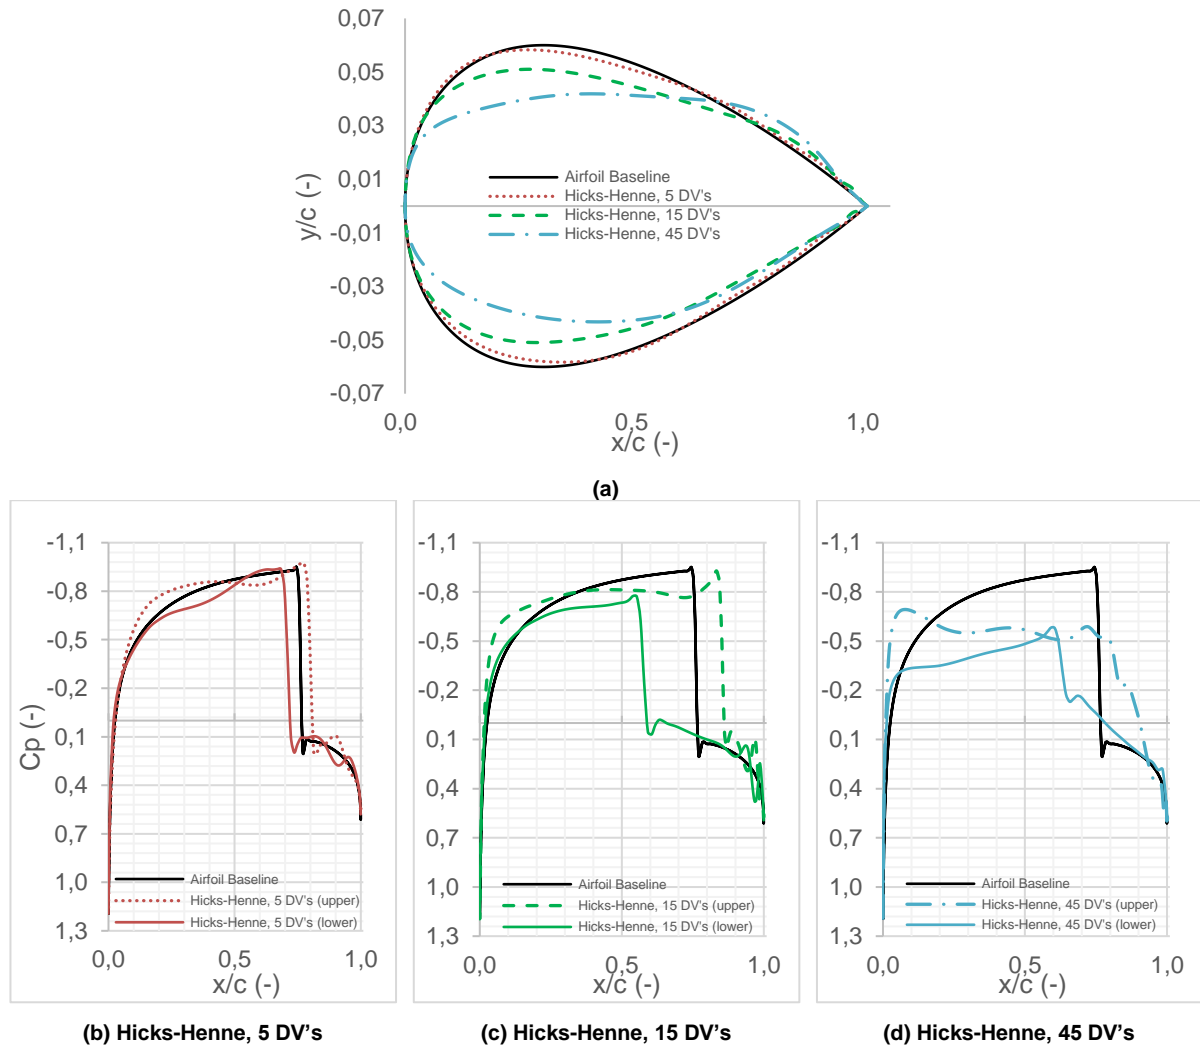 0,07
0,05
0,03
0,01
-0,01
-0,03
-0,05
-0,07
y/c (-)
Airfoil Baseline
Hicks-Henne, 5 DV's
Hicks-Henne, 15 DV's
Hicks-Henne, 45 DV's
0,0 0,5 1,0
x/c (-)
(a)
-1,1
-0,8
-0,5
-0,2
0,1
0,4
0,7
1,0
1,3
Cp (-)
Airfoil Baseline
Hicks-Henne, 5 DV's (upper)
Hicks-Henne, 5 DV's (lower)
0,0 0,5 1,0
x/c (-)
(b) Hicks-Henne, 5 DV's
-1,1
-0,8
-0,5
-0,2
0,1
0,4
0,7
1,0
1,3
Airfoil Baseline
Hicks-Henne, 15 DV's (upper)
Hicks-Henne, 15 DV's (lower)
0,0 0,5 1,0
x/c (-)
(c) Hicks-Henne, 15 DV's
-1,1
-0,8
-0,5
-0,2
0,1
0,4
0,7
1,0
1,3
Airfoil Baseline
Hicks-Henne, 45 DV's (upper)
Hicks-Henne, 45 DV's (lower)
0,0 0,5 1,0
x/c (-)
(d) Hicks-Henne, 45 DV's